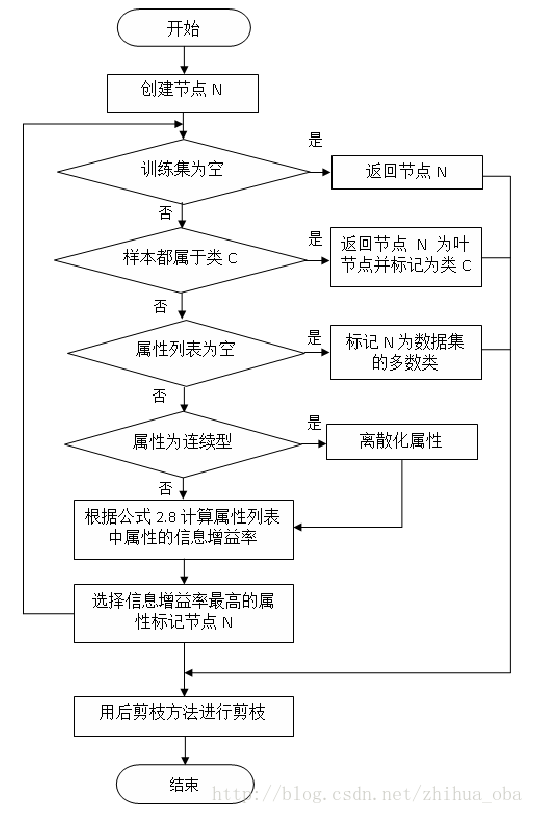 开始
创建节点 N
训练集为空
是
返回节点 N
否
样本都属于类 C
是
返回节点 N 为叶
节点并标记为类 C
否
属性列表为空
是
标记 N 为数据集
的多数类
否
属性为连续型
是
离散化属性
否
根据公式 2.8 计算属性列表
中属性的信息增益率
选择信息增益率最高的属
性标记节点 N
用后剪枝方法进行剪枝
结束
http://blog.csdn.net/zhihua_oba